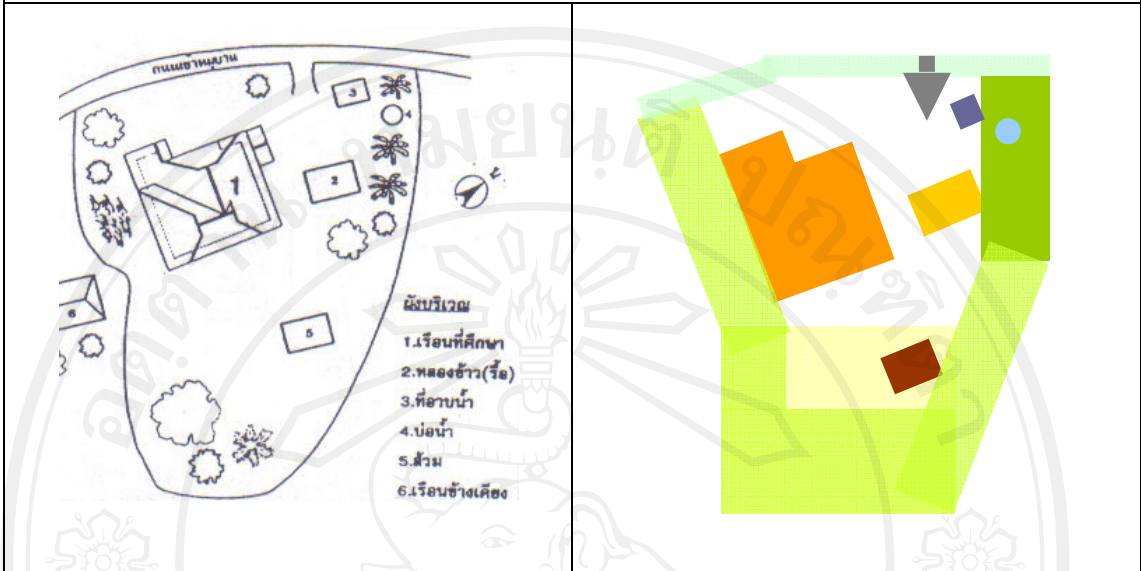 ถนนเข้าหมู่บ้าน
3
4
2
1
N
6
5
ผังบริเวณ
1.เรือนที่ศึกษา
2.หลองข้าว(รื้อ)
3.ที่อาบน้ำ
4.บ่อน้ำ
5.ส้วม
6.เรือนข้างเคียง